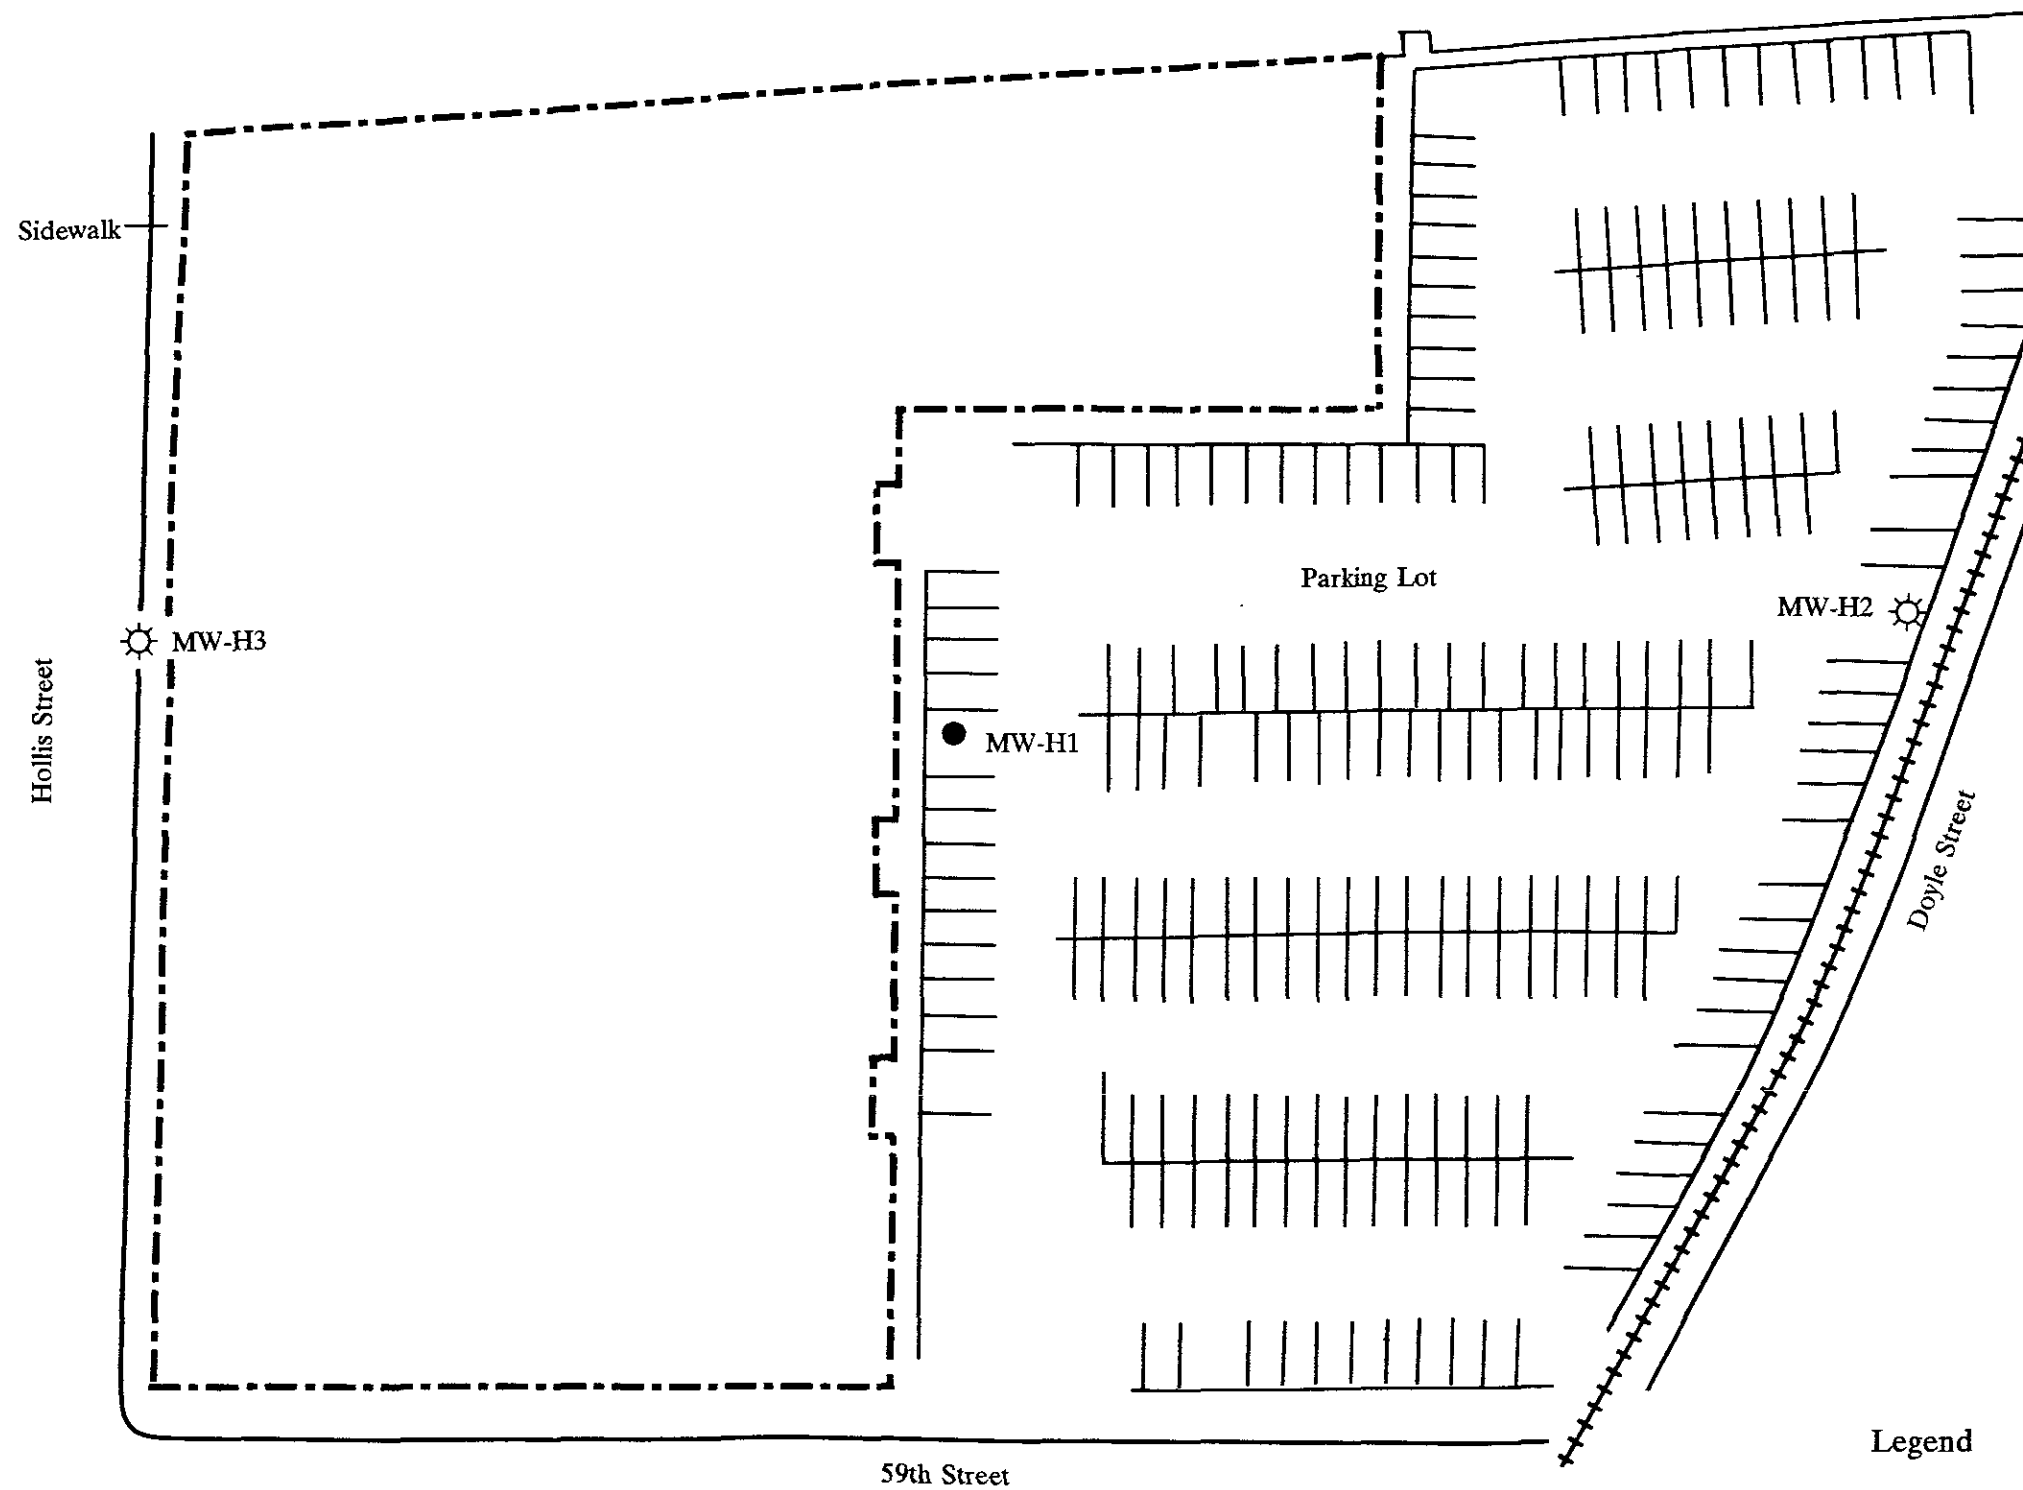 Sidewalk
Parking Lot
MW-H2
MW-H3
Hollis Street
MW-H1
Doyle Street
Legend
59th Street